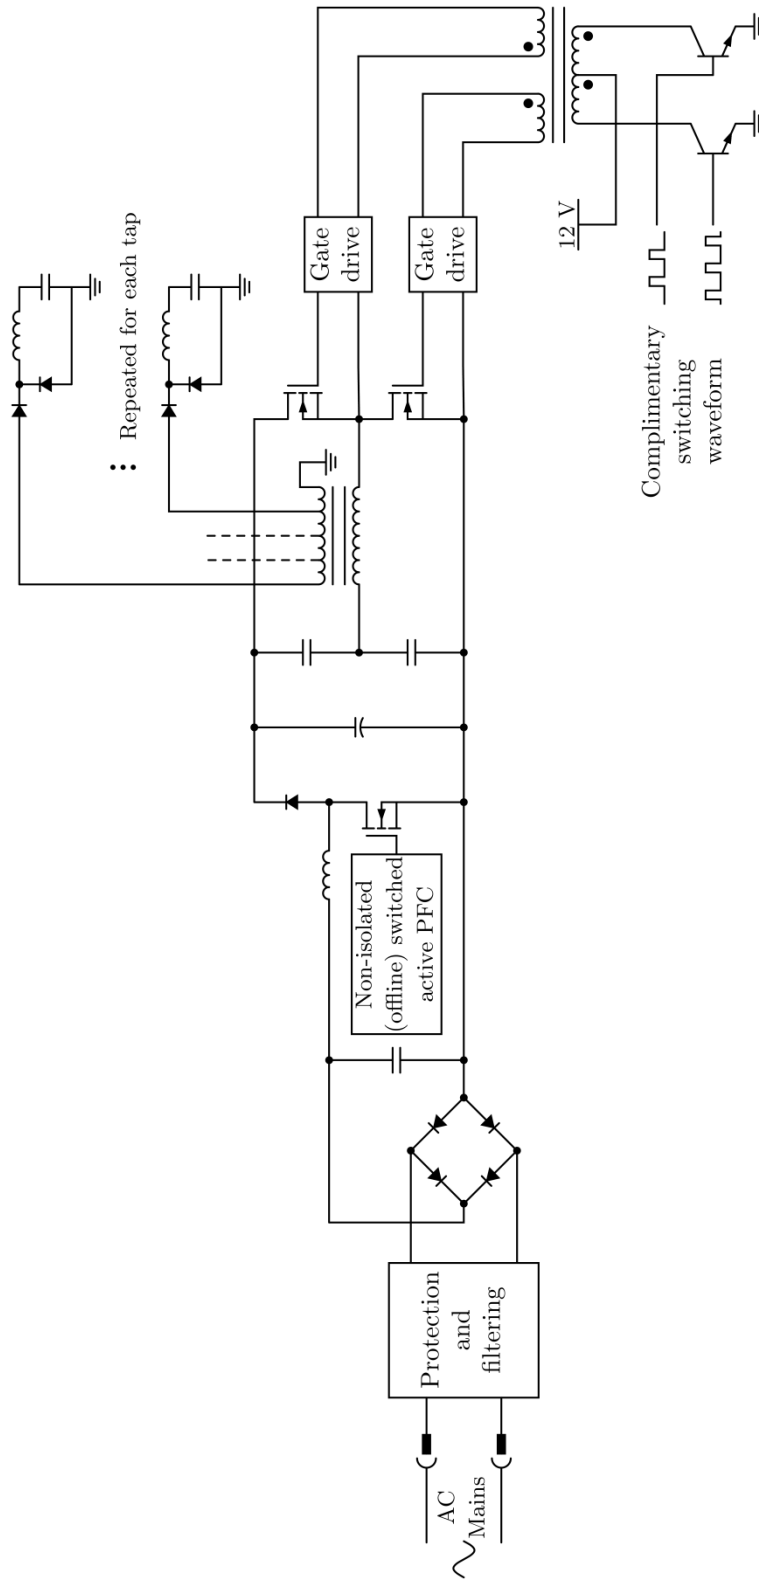 AC
Mains
Protection
and
filtering
Non-isolated
(offline) switched
active PFC
Repeated for each tap
Gate
drive
Gate
drive
12 V
Complimentary
switching
waveform